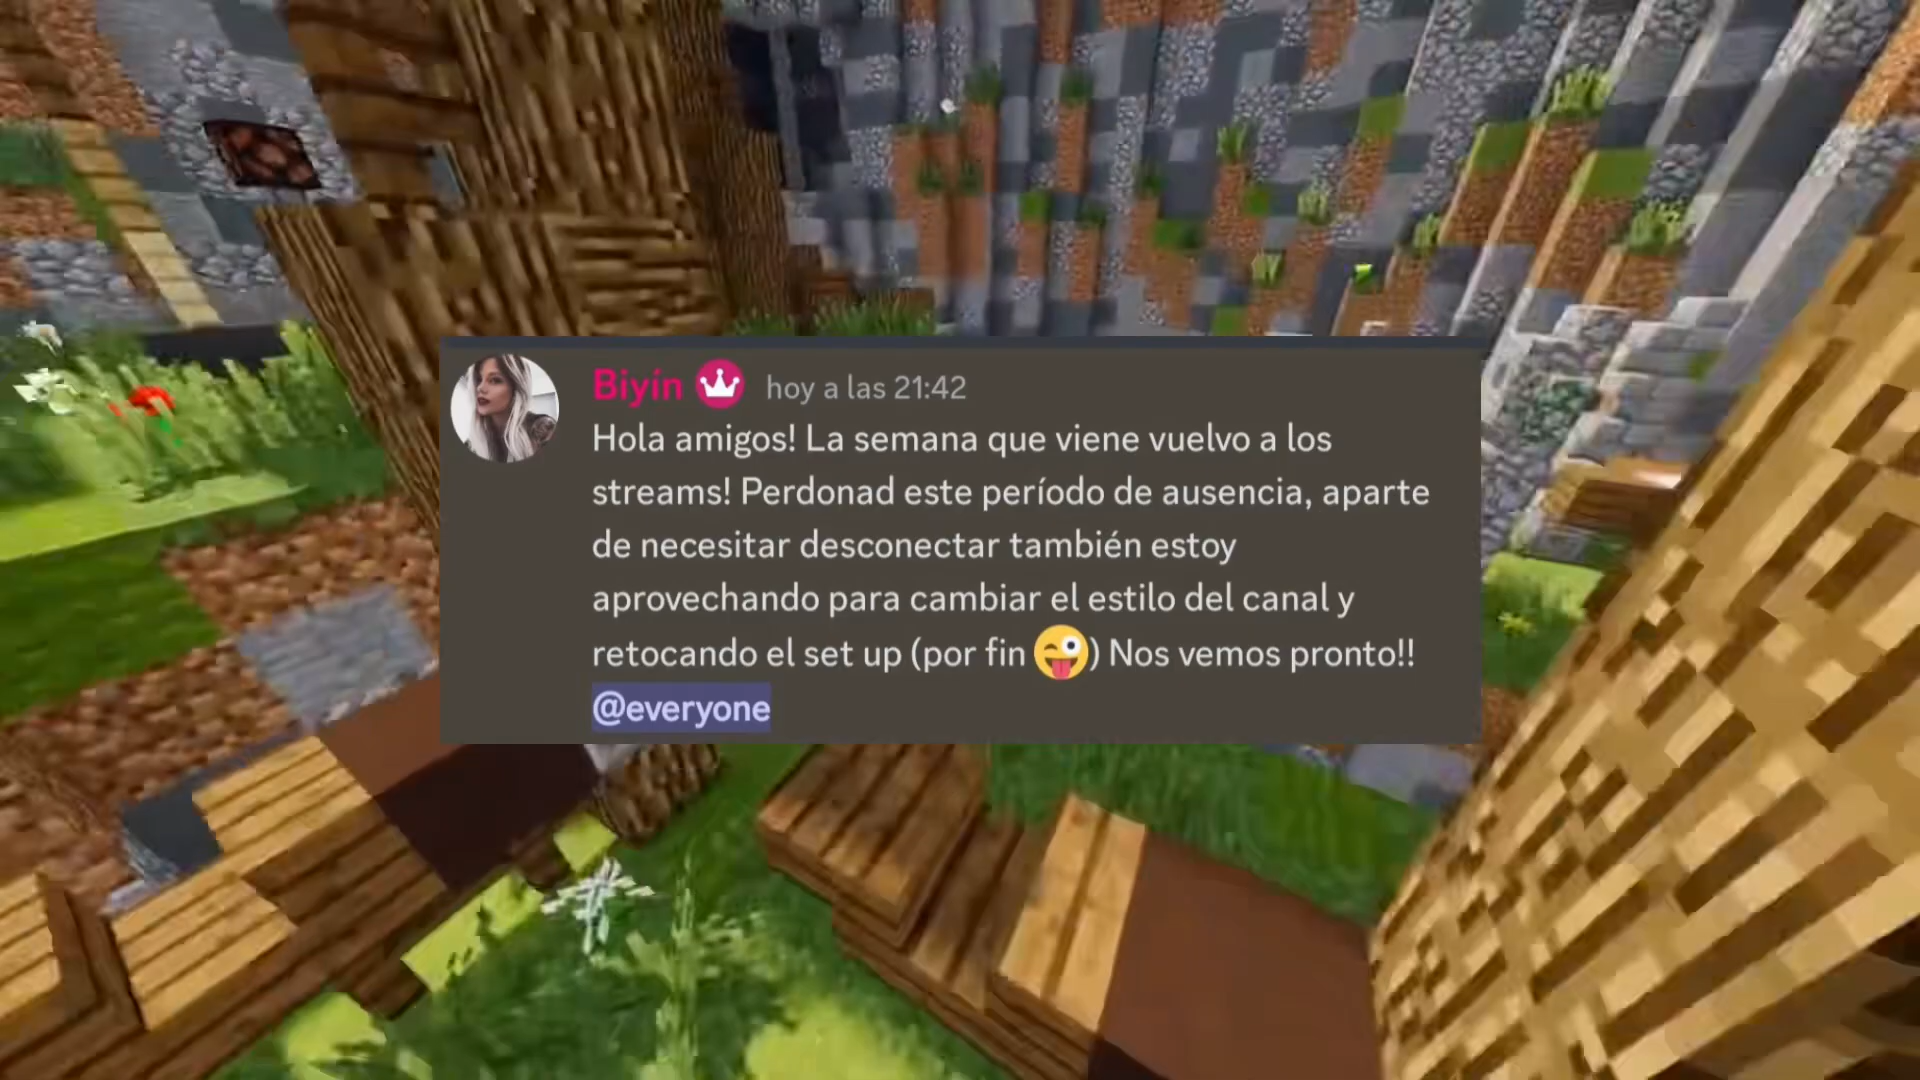 Biyín hoy a las 21:42
Hola amigos! La semana que viene vuelvo a los
streams! Perdonad este período de ausencia, aparte
de necesitar desconectar también estoy
aprovechando para cambiar el estilo del canal y
retocando el set up (por fin 😜) Nos vemos pronto!!
@everyone